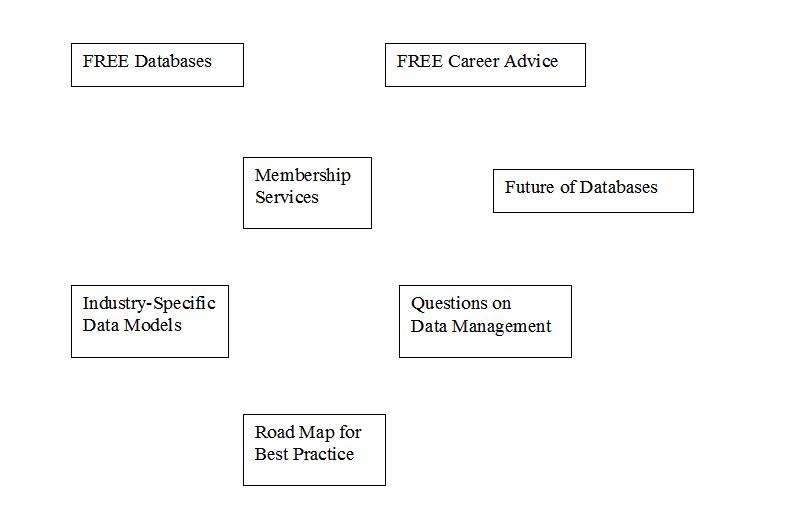 FREE Databases
FREE Career Advice
Membership
Services
Future of Databases
Industry-Specific
Data Models
Questions on
Data Management
Road Map for
Best Practice